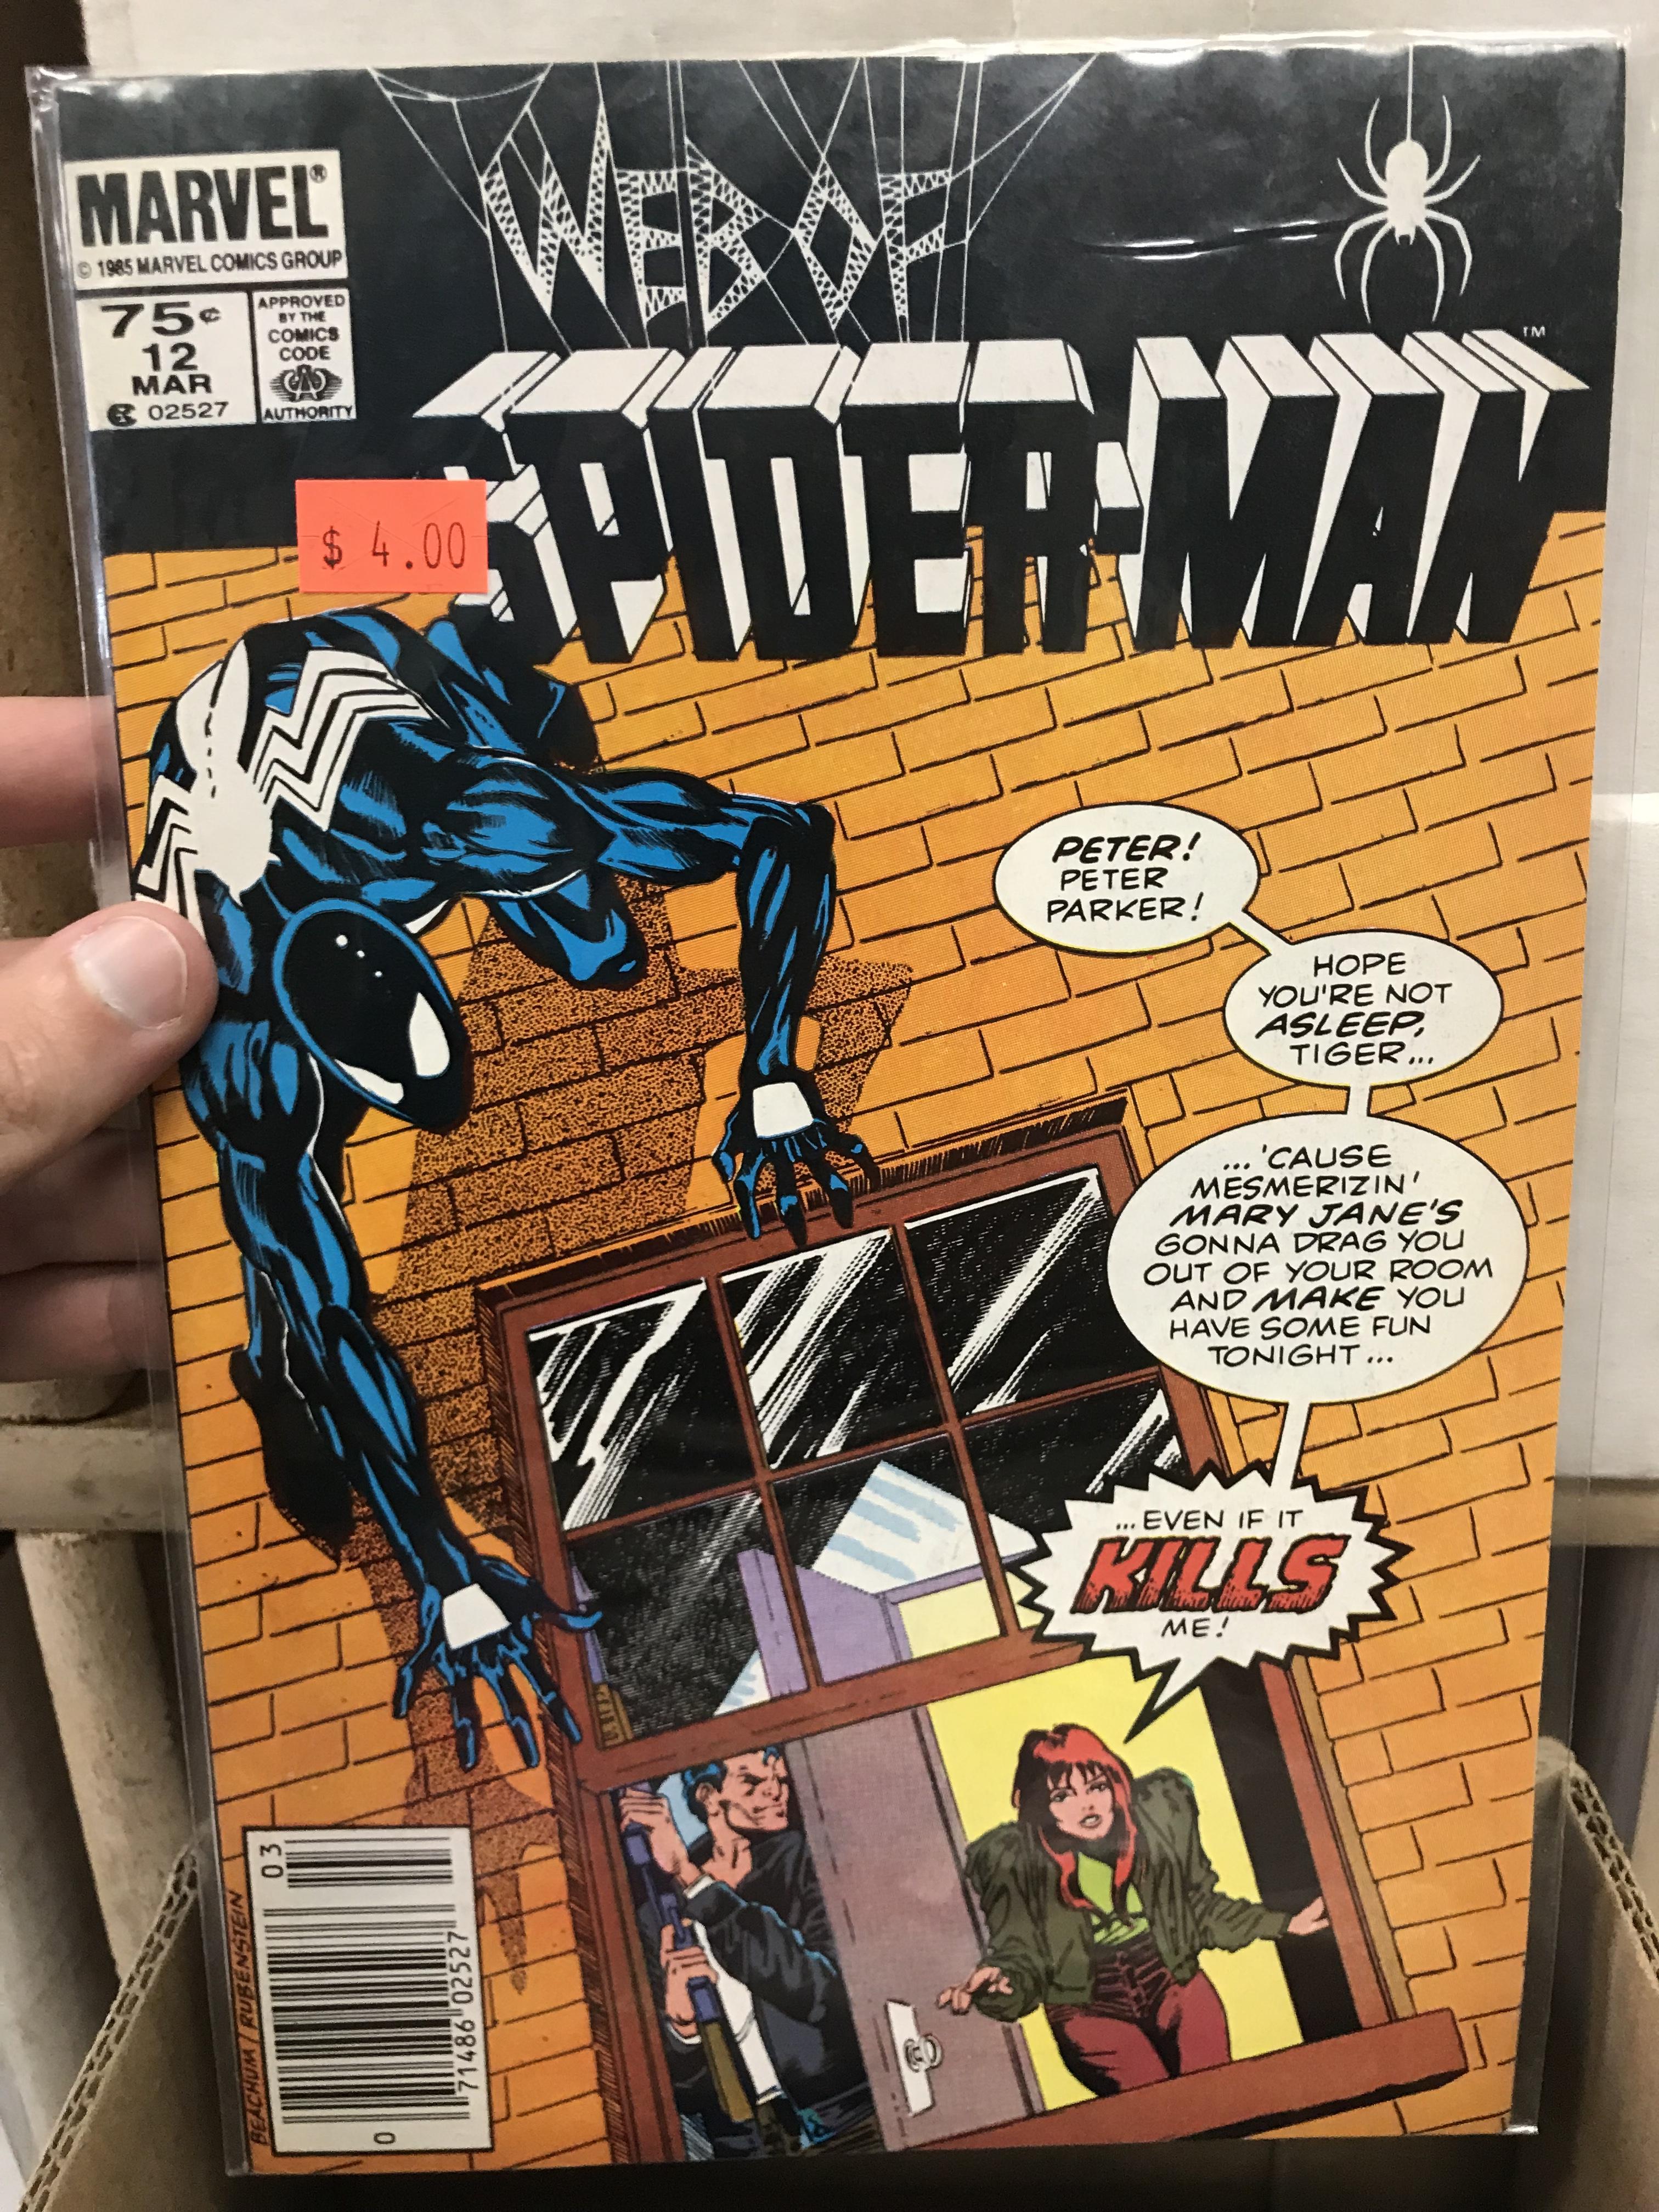 MARVEL®
© 1985 MARVEL COMICS GROUP
75¢
12
MAR
02527
APPROVED
BY THE
COMICS
CODE
AUTHORITY
WEB OF
SPIDER-MAN™
$ 4.00
PETER!
PETER
PARKER!
HOPE
YOU'RE NOT
ASLEEP,
TIGER...
...'CAUSE
MESMERIZIN'
MARY JANE'S
GONNA DRAG YOU
OUT OF YOUR ROOM
AND MAKE YOU
HAVE SOME FUN
TONIGHT...
...EVEN IF IT
KILLS
ME!
BEACHUM / RUBENSTEIN
03
71486 02527
0